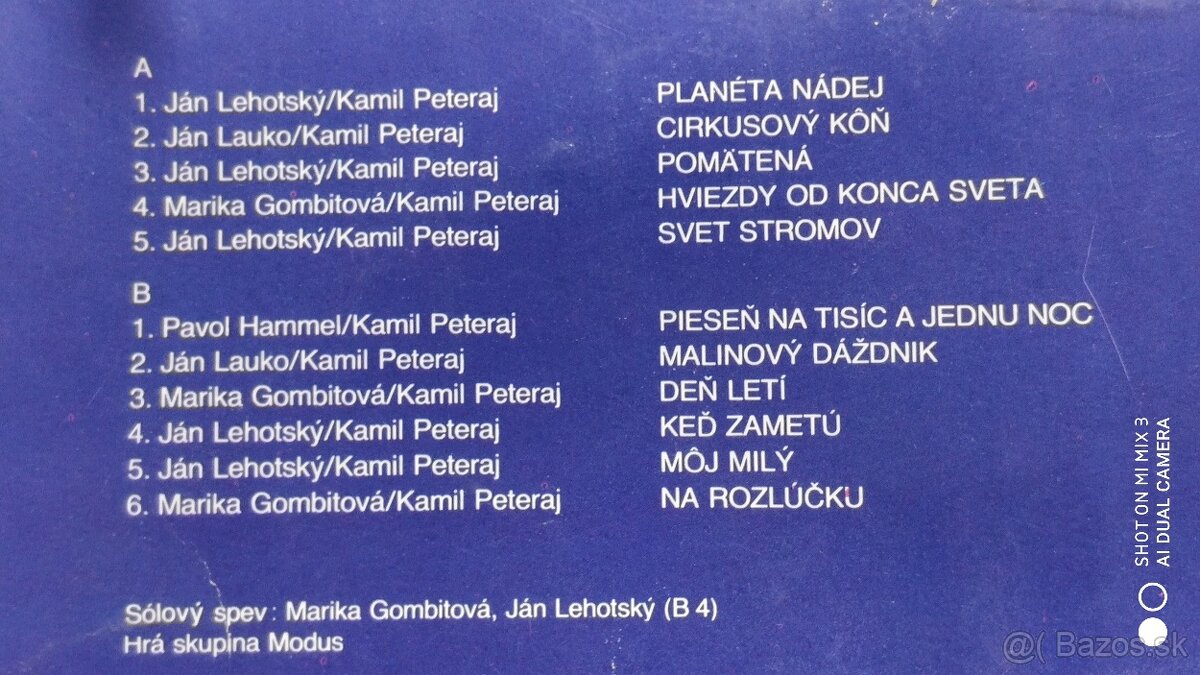 A
1. Ján Lehotský/Kamil Peteraj PLANÉTA NÁDEJ
2. Ján Lauko/Kamil Peteraj CIRKUSOVÝ KÔŇ
3. Ján Lehotský/Kamil Peteraj POMÄTENÁ
4. Marika Gombitová/Kamil Peteraj HVIEZDY OD KONCA SVETA
5. Ján Lehotský/Kamil Peteraj SVET STROMOV
B
1. Pavol Hammel/Kamil Peteraj PIESEŇ NA TISÍC A JEDNU NOC
2. Ján Lauko/Kamil Peteraj MALINOVÝ DÁŽDNIK
3. Marika Gombitová/Kamil Peteraj DEŇ LETÍ
4. Ján Lehotský/Kamil Peteraj KEĎ ZAMETÚ
5. Ján Lehotský/Kamil Peteraj MÔJ MILÝ
6. Marika Gombitová/Kamil Peteraj NA ROZLÚČKU
Sólový spev: Marika Gombitová, Ján Lehotský (B 4)
Hrá skupina Modus
SHOT ON MI MIX 3
AI DUAL CAMERA
@( Bazos.sk